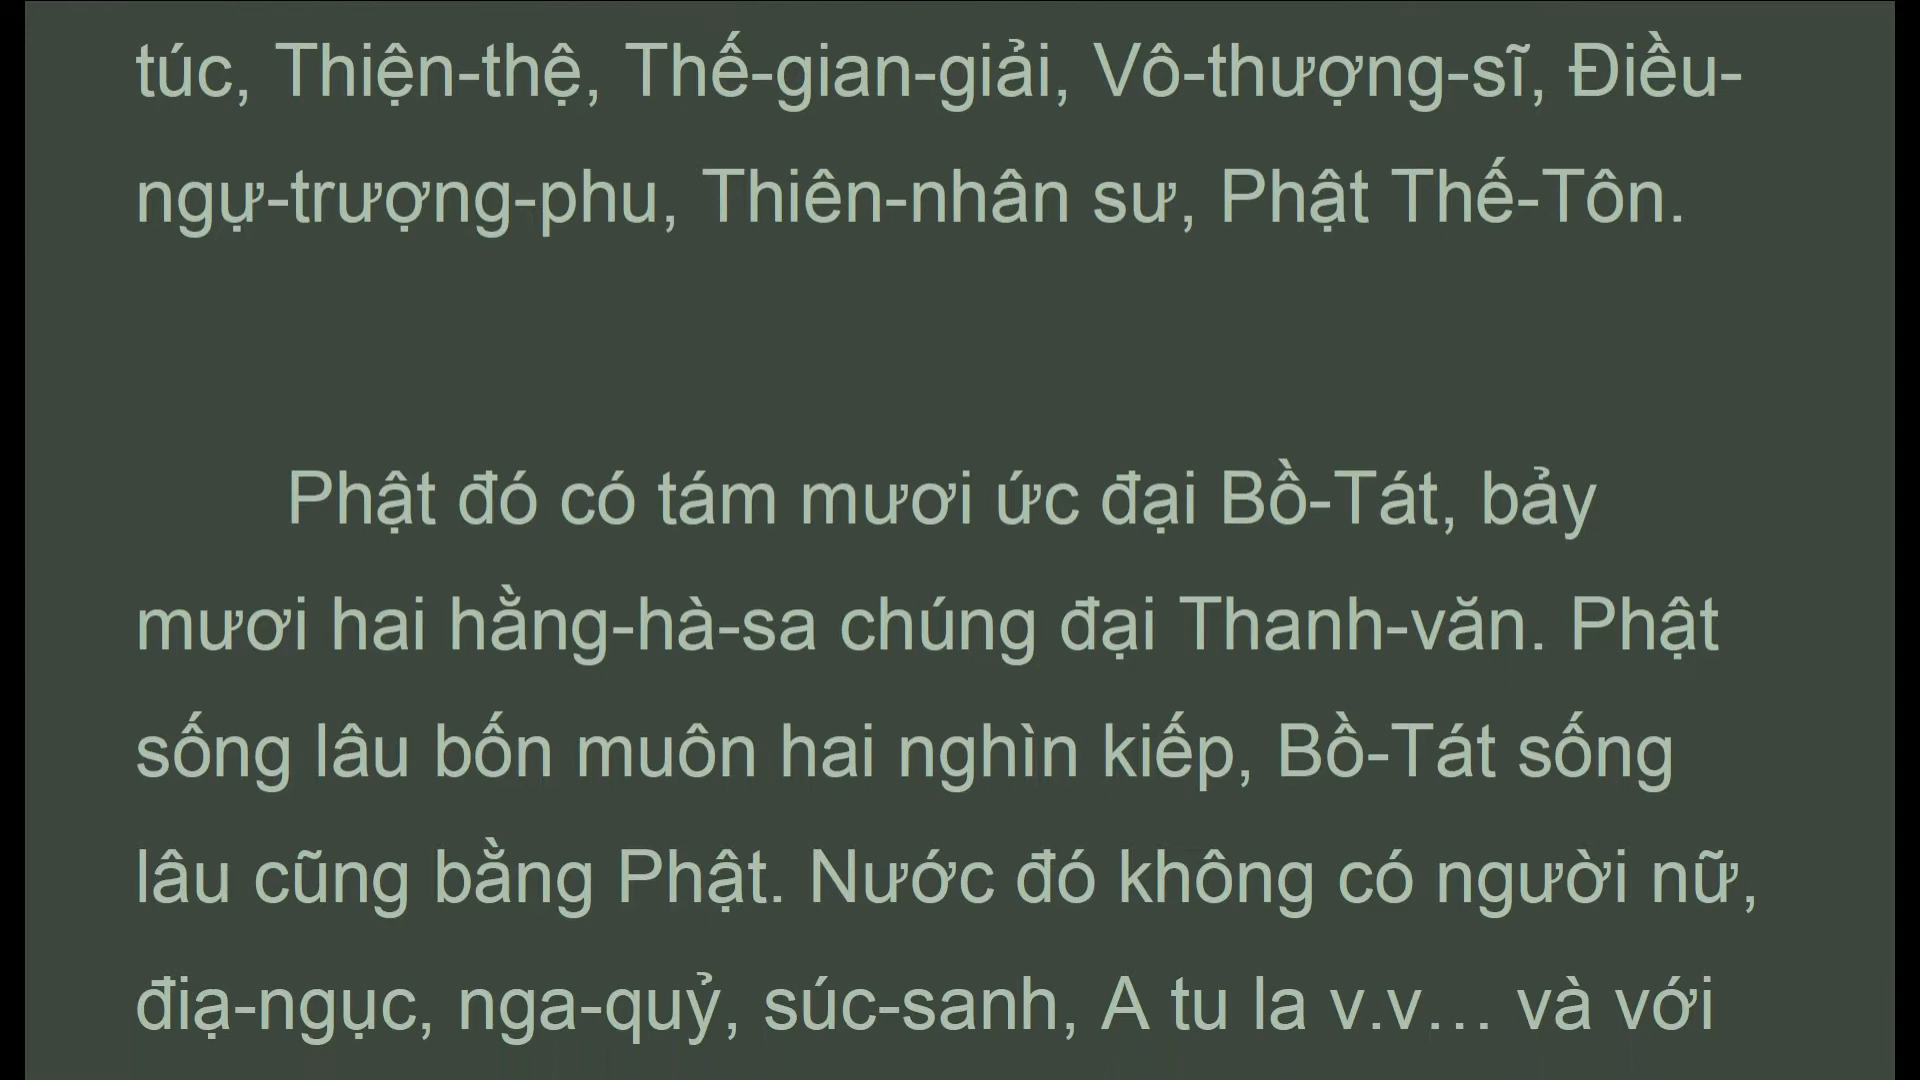 túc, Thiện-thệ, Thế-gian-giải, Vô-thượng-sĩ, Điều-
ngự-trượng-phu, Thiên-nhân sư, Phật Thế-Tôn.
Phật đó có tám mươi ức đại Bồ-Tát, bảy
mươi hai hằng-hà-sa chúng đại Thanh-văn. Phật
sống lâu bốn muôn hai nghìn kiếp, Bồ-Tát sống
lâu cũng bằng Phật. Nước đó không có người nữ,
điạ-ngục, nga-quỷ, súc-sanh, A tu la v.v… và với